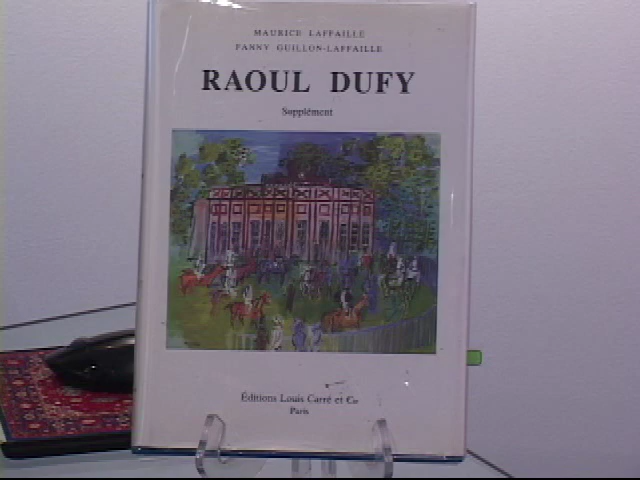 MAURICE LAFFAILLE
FANNY GUILLON-LAFFAILLE
RAOUL DUFY
Supplément
Éditions Louis Carré et Cie
Paris